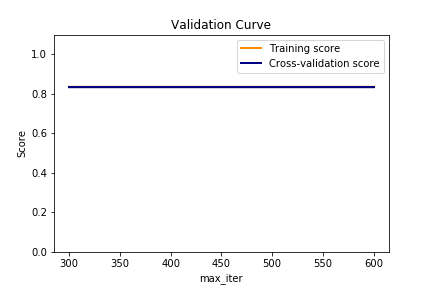 Validation Curve
Training score
Cross-validation score
1.0
0.8
0.6
0.4
0.2
0.0
Score
300 350 400 450 500 550 600
max_iter